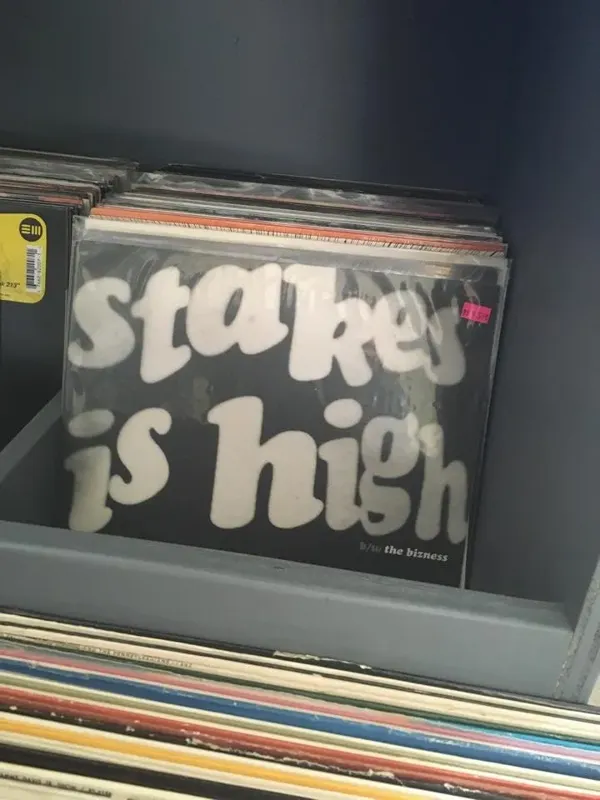 stakes
is high
b/w the bizness